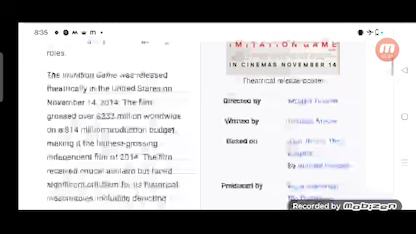 8:35
roles.
The Imitation Game was released
theatrically in the United States on
November 14, 2014. The film
grossed over $233 million worldwide
on a $14 million production budget,
making it the highest-grossing
independent film of 2014. The film
received critical acclaim but faced
significant criticism for its historical
inaccuracies, including depicting
IMITATION GAME
IN CINEMAS NOVEMBER 14
Theatrical release poster
Directed by
Written by
Based on
Produced by
Recorded by Mobizen